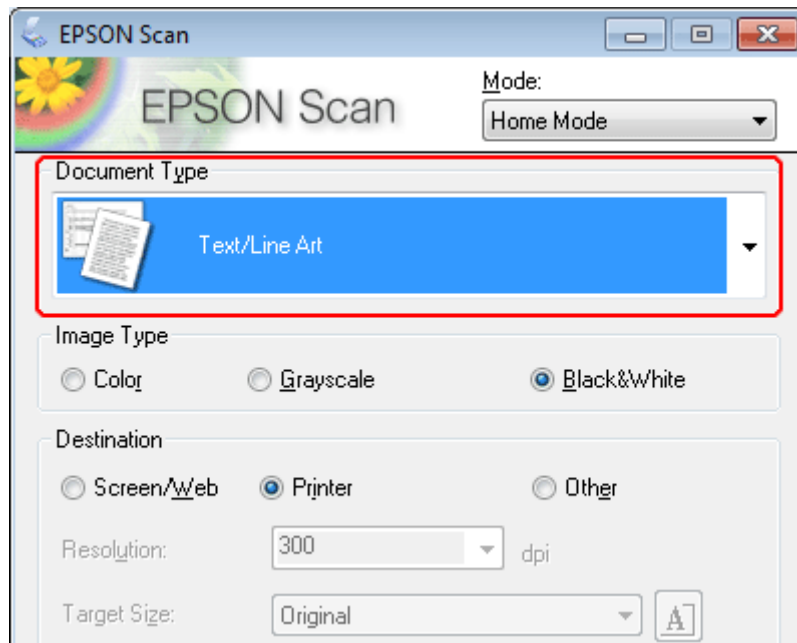 EPSON Scan
EPSON Scan
Mode:
Home Mode
Document Type
Text/Line Art
Image Type
Color Grayscale Black&White
Destination
Screen/Web Printer Other
Resolution: 300 dpi
Target Size: Original A